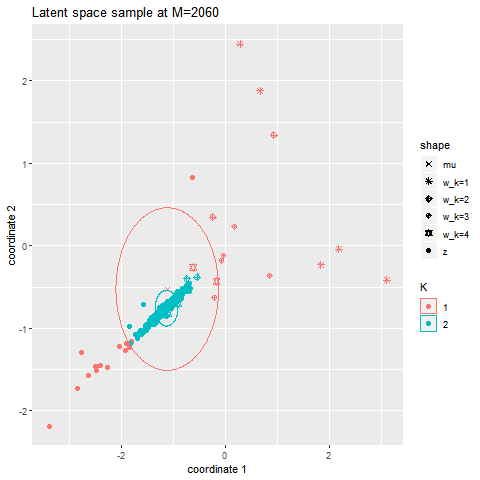 Latent space sample at M=2060
coordinate 2
2
1
0
-1
-2
-2
0
2
coordinate 1
shape
mu
w_k=1
w_k=2
w_k=3
w_k=4
z
K
1
2